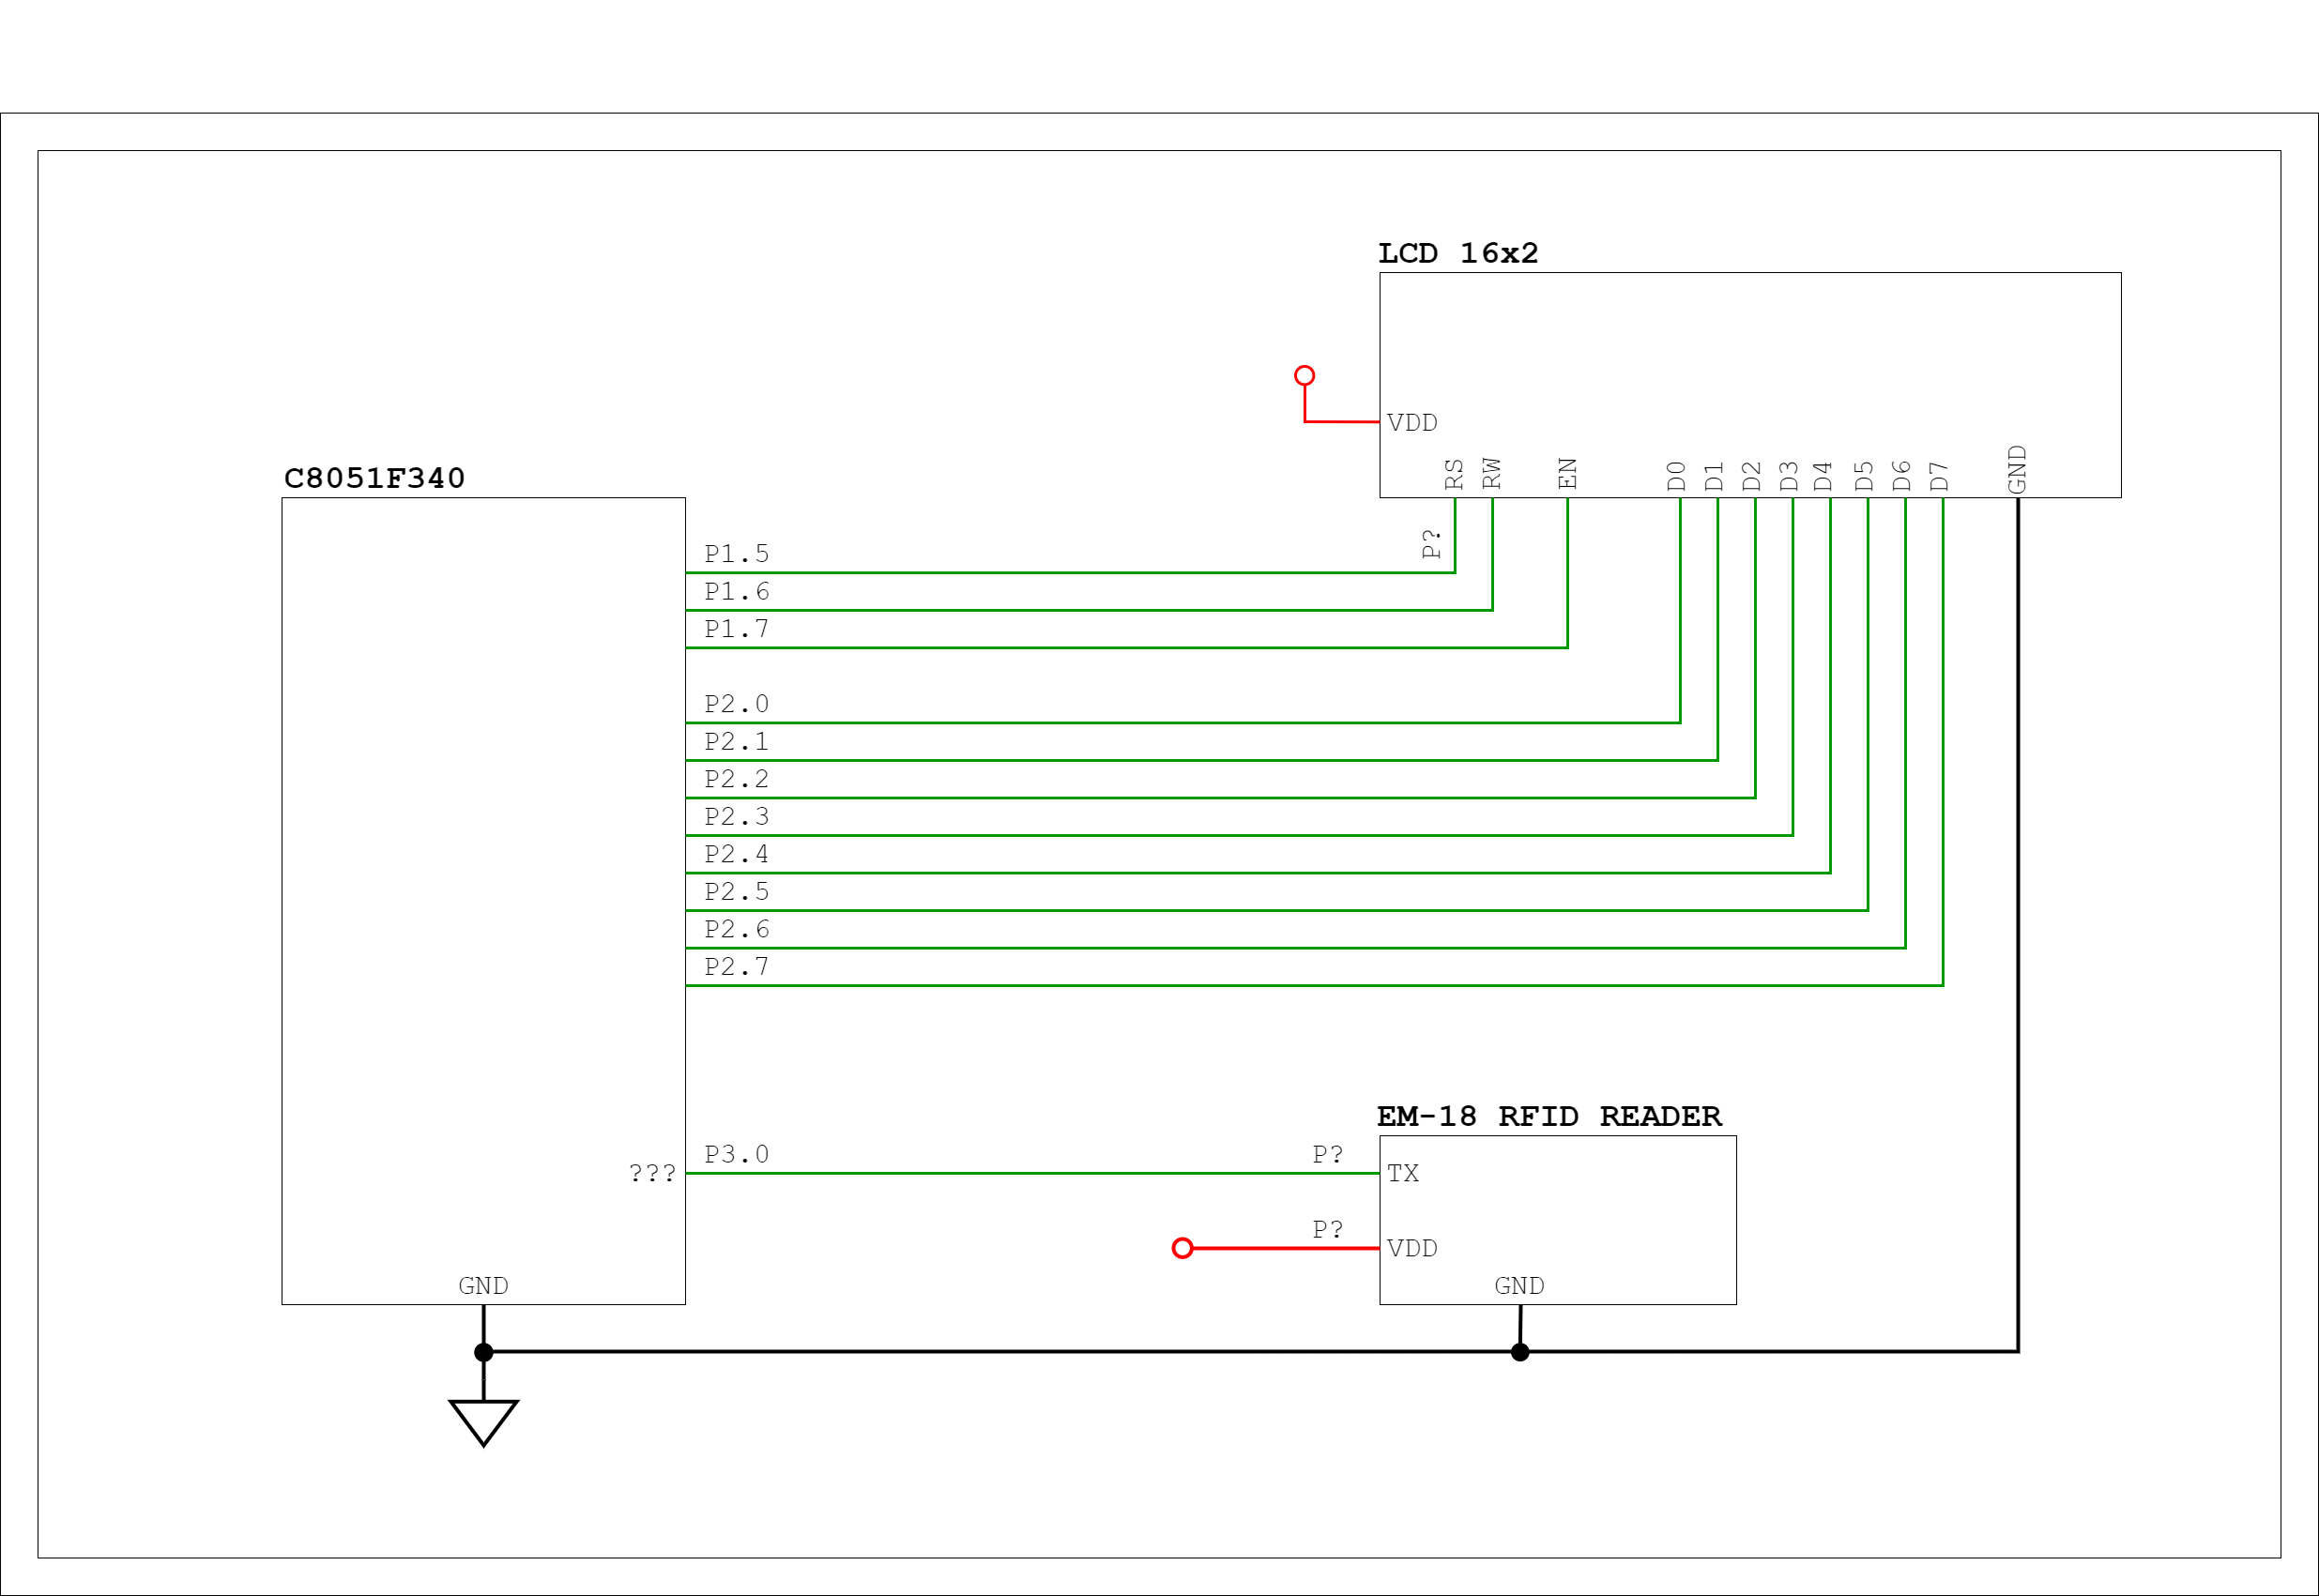 LCD 16x2
VDD
RS
RW
EN
D0
D1
D2
D3
D4
D5
D6
D7
GND
P?
C8051F340
P1.5
P1.6
P1.7
P2.0
P2.1
P2.2
P2.3
P2.4
P2.5
P2.6
P2.7
EM-18 RFID READER
???
P3.0
P?
TX
P?
VDD
GND
GND